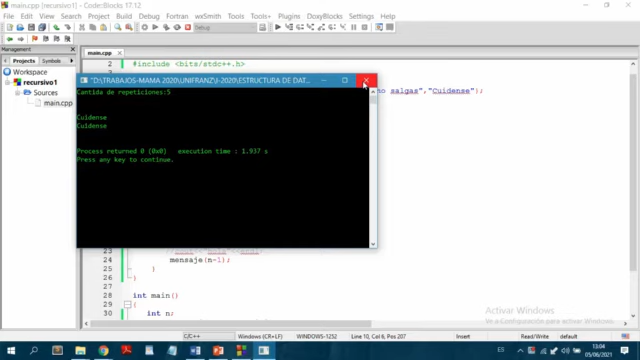 main.cpp [recursivo1] - Code::Blocks 17.12
File Edit View Search Project Build Debug Fortran wxSmith Tools Tools+ Plugins DoxyBlocks Settings Help
Debug
Management
Projects Symbols
Workspace
recursivo1
Sources
main.cpp
main.cpp
2 #include <bits/stdc++.h>
"D:\TRABAJOS-MAMA 2020\UNIFRANZ\I-2020\ESTRUCTURA DE DAT...
no salgas","Cuidense");
Cantida de repeticiones:5
Cuidense
Cuidense
Process returned 0 (0x0) execution time : 1.937 s
Press any key to continue.
23
24 mensaje(n-1);
25 }
26 }
27
28 int main()
29 {
30 int n;
Activar Windows
Ve a Configuración para activar Windows.
C/C++ Windows (CR+LF) WINDOWS-1252 Line 6, Col 15, Pos 207 Insert Read/Write default
ES 13:04
05/06/2021